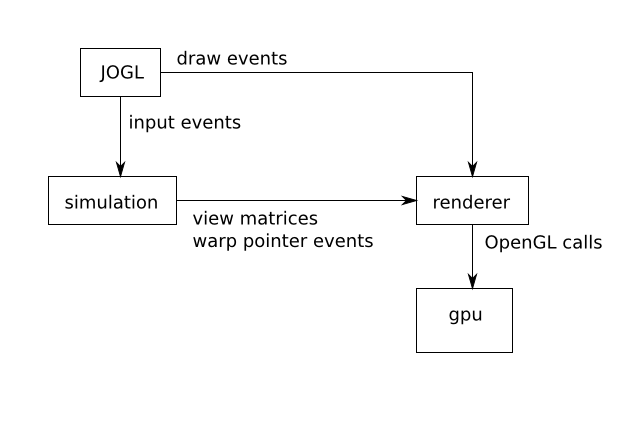 draw events
JOGL
input events
simulation
renderer
view matrices
warp pointer events
OpenGL calls
gpu